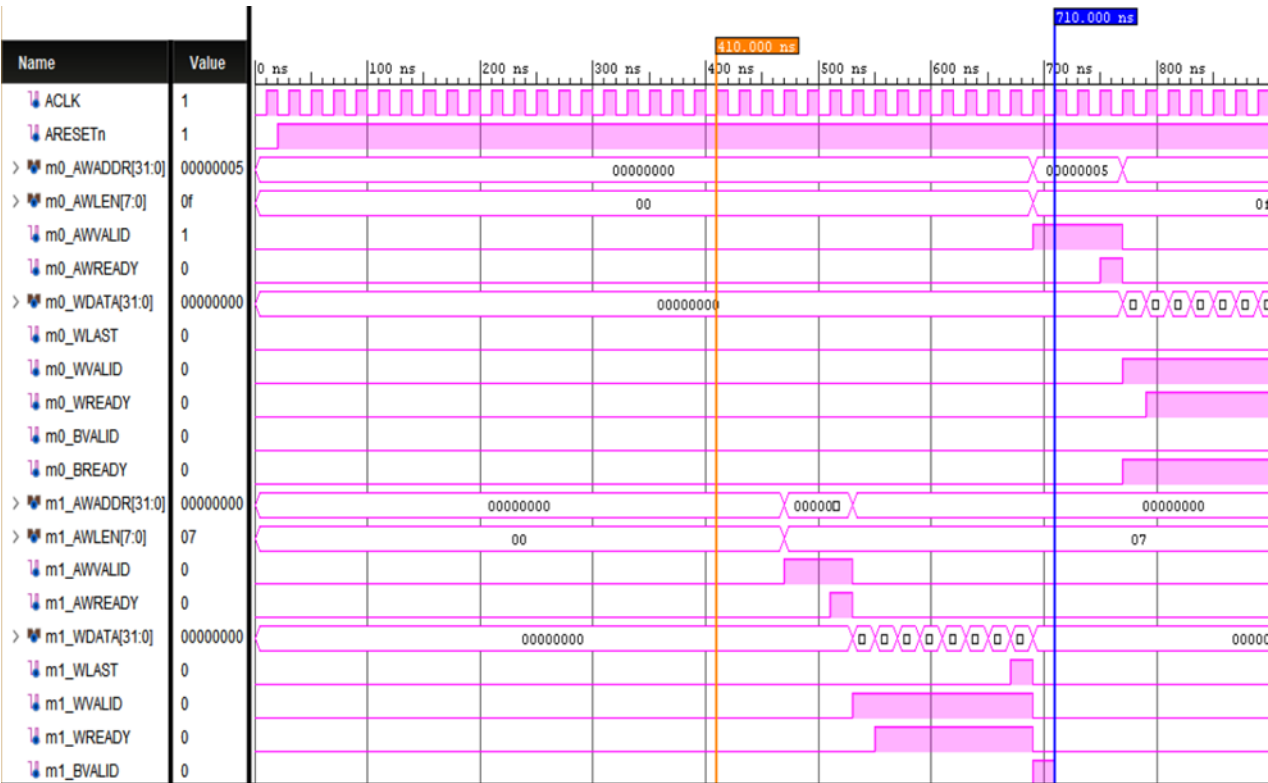 710.000 ns
410.000 ns
Name Value 0 ns 100 ns 200 ns 300 ns 400 ns 500 ns 600 ns 700 ns 800 ns
ACLK 1
ARESETn 1
m0_AWADDR[31:0] 00000005 00000000 00000005
m0_AWLEN[7:0] 0f 00
m0_AWVALID 1
m0_AWREADY 0
m0_WDATA[31:0] 00000000 00000000
m0_WLAST 0
m0_WVALID 0
m0_WREADY 0
m0_BVALID 0
m0_BREADY 0
m1_AWADDR[31:0] 00000000 00000000 000000 00000000
m1_AWLEN[7:0] 07 00 07
m1_AWVALID 0
m1_AWREADY 0
m1_WDATA[31:0] 00000000 00000000 00000
m1_WLAST 0
m1_WVALID 0
m1_WREADY 0
m1_BVALID 0